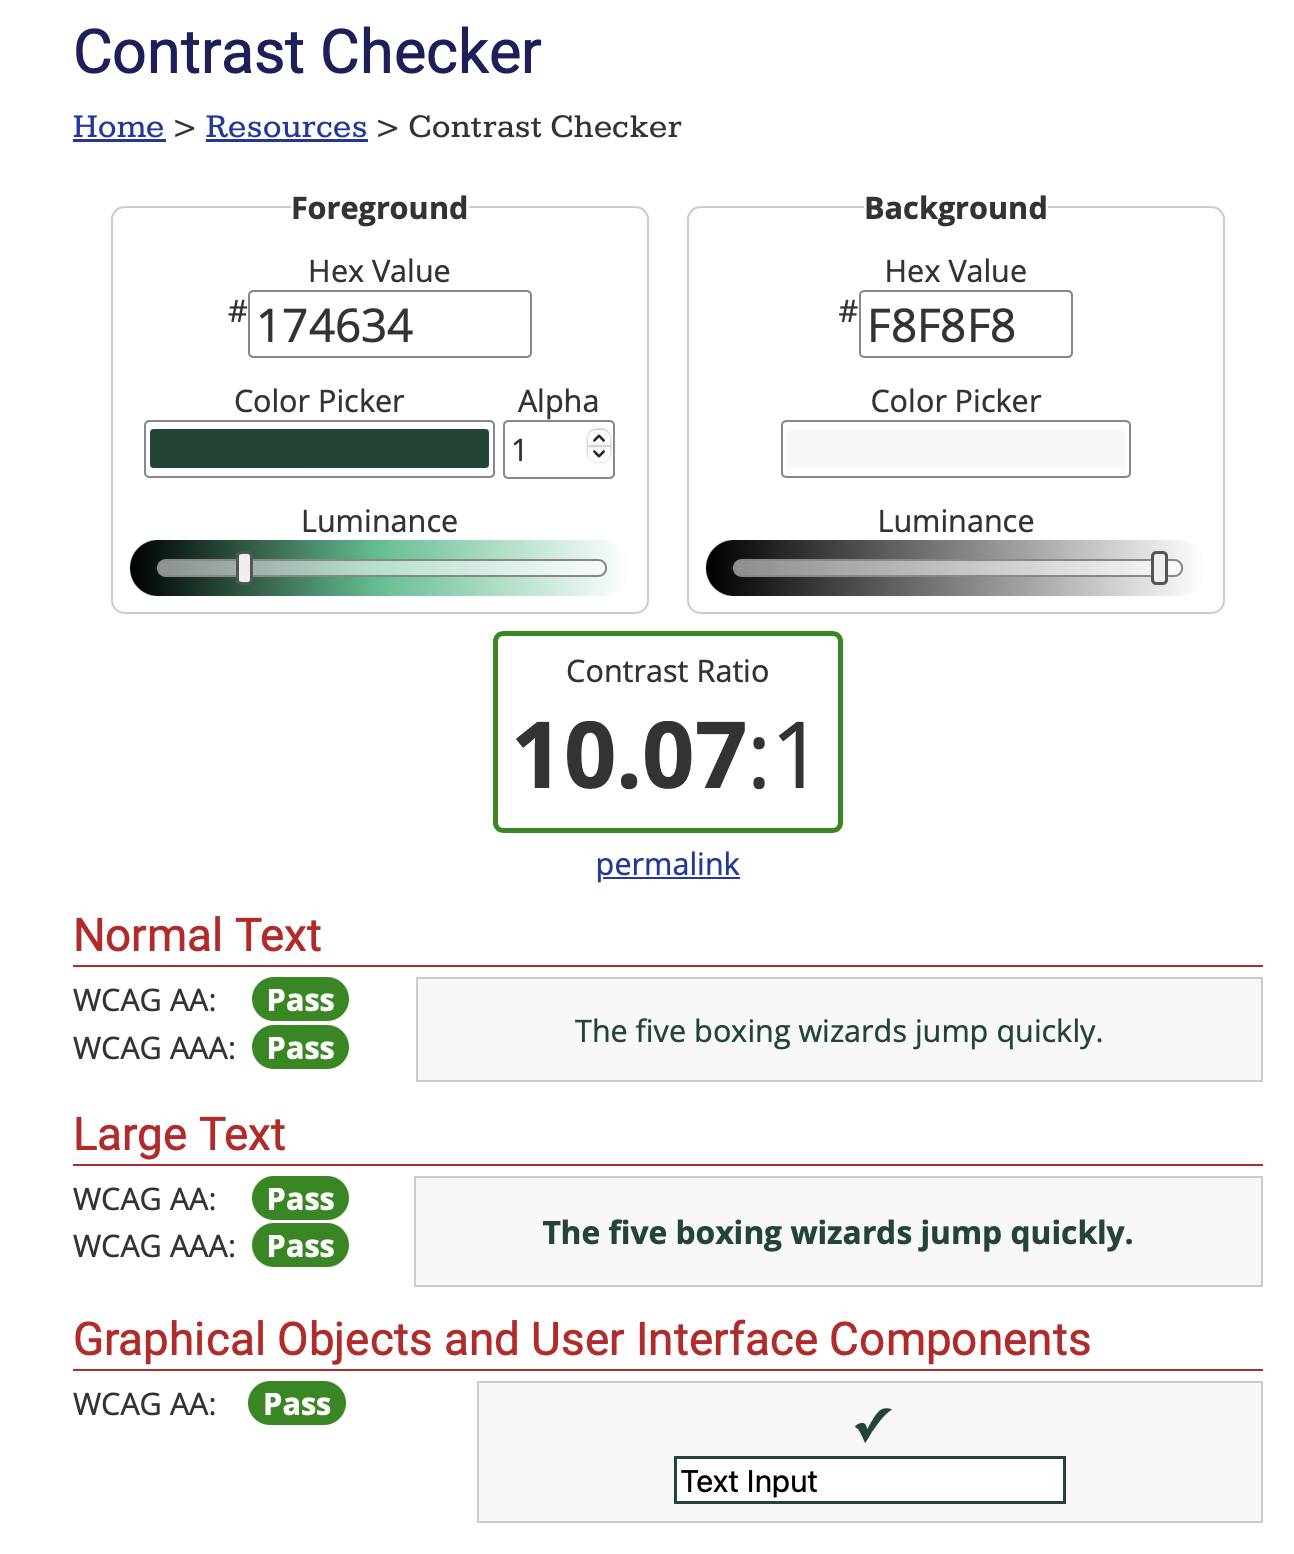 Contrast Checker
Home > Resources > Contrast Checker
Foreground
Hex Value
#174634
Color Picker Alpha
1
Luminance
Background
Hex Value
#F8F8F8
Color Picker
Luminance
Contrast Ratio
10.07:1
permalink
Normal Text
WCAG AA: Pass
WCAG AAA: Pass
The five boxing wizards jump quickly.
Large Text
WCAG AA: Pass
WCAG AAA: Pass
The five boxing wizards jump quickly.
Graphical Objects and User Interface Components
WCAG AA: Pass
Text Input